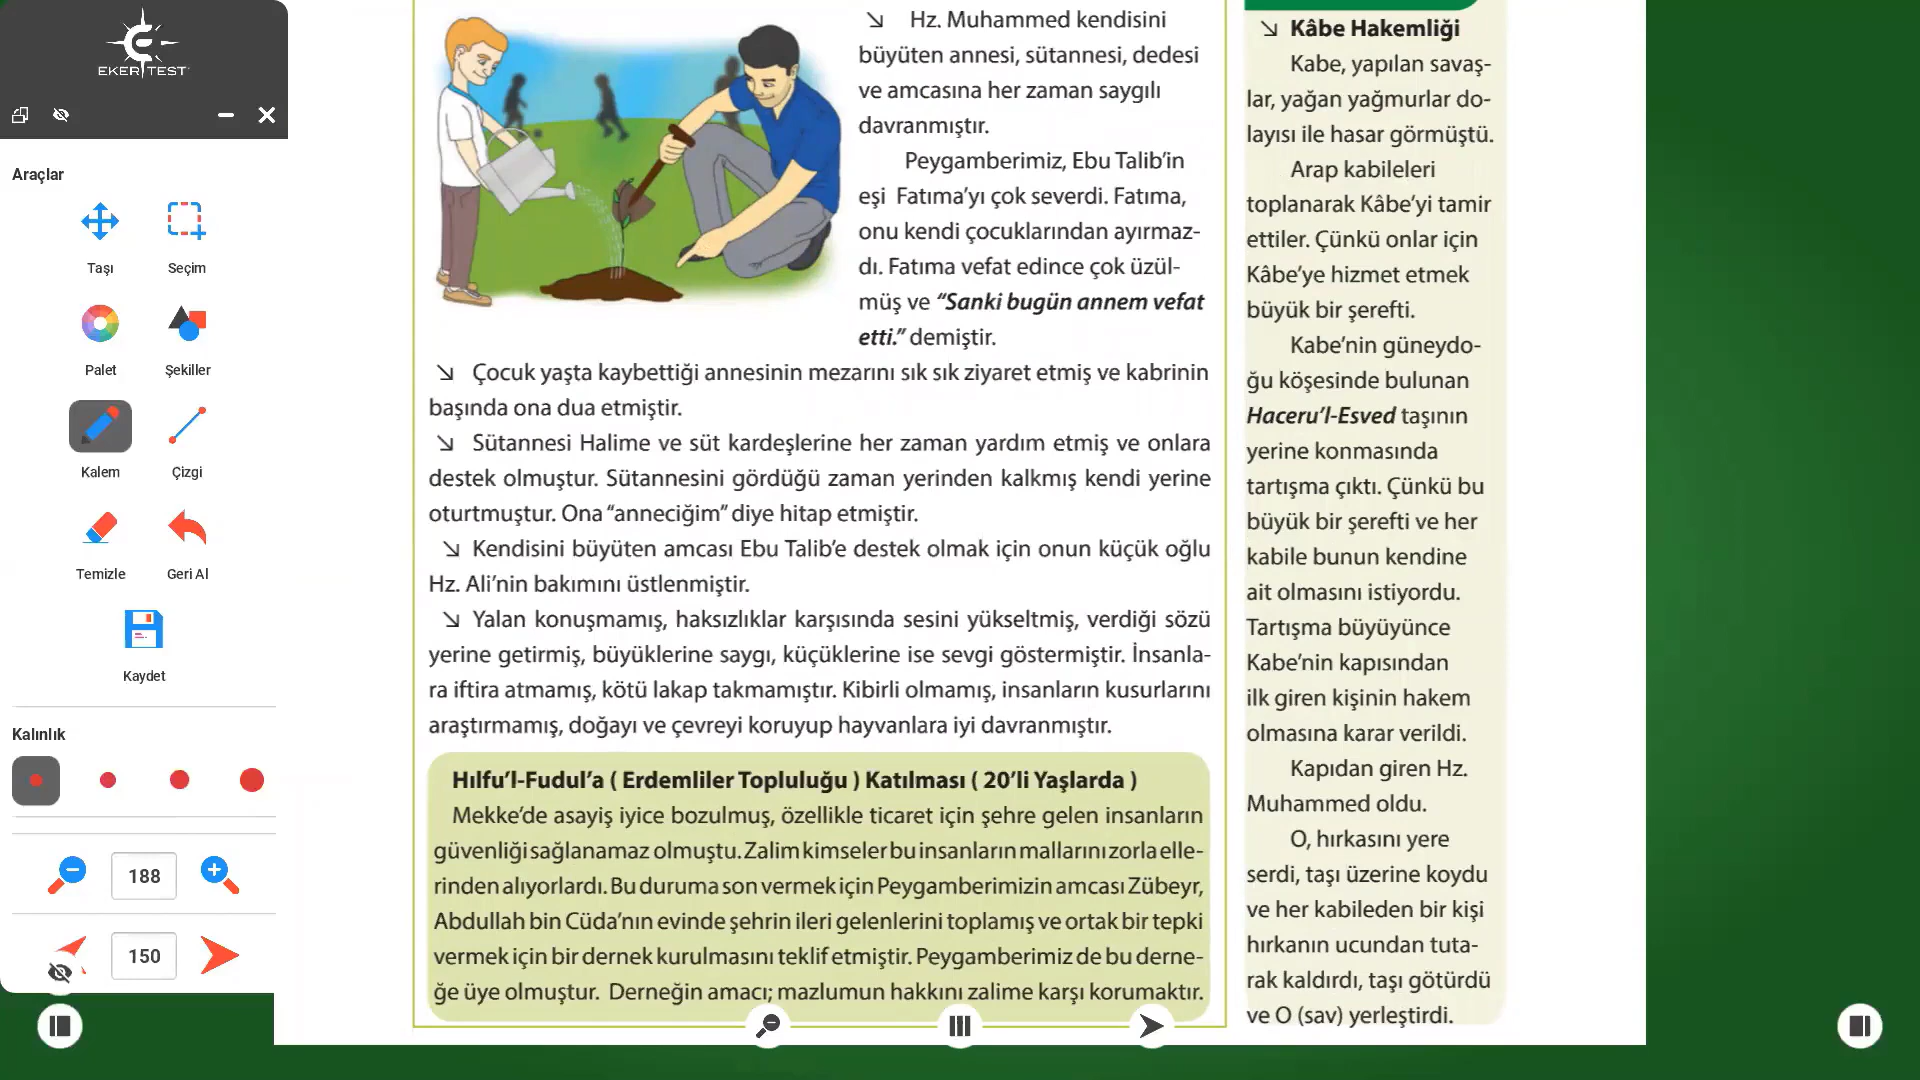 EKER TEST
Araçlar
Taşı
Seçim
Palet
Şekiller
Kalem
Çizgi
Temizle
Geri Al
Kaydet
Kalınlık
188
150
↘ Hz. Muhammed kendisini
büyüten annesi, sütannesi, dedesi
ve amcasına her zaman saygılı
davranmıştır.
Peygamberimiz, Ebu Talib’in
eşi Fatıma’yı çok severdi. Fatıma,
onu kendi çocuklarından ayırmaz-
dı. Fatıma vefat edince çok üzül-
müş ve “Sanki bugün annem vefat
etti.” demiştir.
↘ Çocuk yaşta kaybettiği annesinin mezarını sık sık ziyaret etmiş ve kabrinin
başında ona dua etmiştir.
↘ Sütannesi Halime ve süt kardeşlerine her zaman yardım etmiş ve onlara
destek olmuştur. Sütannesini gördüğü zaman yerinden kalkmış kendi yerine
oturtmuştur. Ona “anneciğim” diye hitap etmiştir.
↘ Kendisini büyüten amcası Ebu Talib’e destek olmak için onun küçük oğlu
Hz. Ali’nin bakımını üstlenmiştir.
↘ Yalan konuşmamış, haksızlıklar karşısında sesini yükseltmiş, verdiği sözü
yerine getirmiş, büyüklerine saygı, küçüklerine ise sevgi göstermiştir. İnsanla-
ra iftira atmamış, kötü lakap takmamıştır. Kibirli olmamış, insanların kusurlarını
araştırmamış, doğayı ve çevreyi koruyup hayvanlara iyi davranmıştır.
Hılfu’l-Fudul’a ( Erdemliler Topluluğu ) Katılması ( 20’li Yaşlarda )
Mekke’de asayiş iyice bozulmuş, özellikle ticaret için şehre gelen insanların
güvenliği sağlanamaz olmuştu. Zalim kimseler bu insanların mallarını zorla elle-
rinden alıyorlardı. Bu duruma son vermek için Peygamberimizin amcası Zübeyr,
Abdullah bin Cüda’nın evinde şehrin ileri gelenlerini toplamış ve ortak bir tepki
vermek için bir dernek kurulmasını teklif etmiştir. Peygamberimiz de bu derne-
ğe üye olmuştur. Derneğin amacı; mazlumun hakkını zalime karşı korumaktır.
↘ Kâbe Hakemliği
Kabe, yapılan savaş-
lar, yağan yağmurlar do-
layısı ile hasar görmüştü.
Arap kabileleri
toplanarak Kâbe’yi tamir
ettiler. Çünkü onlar için
Kâbe’ye hizmet etmek
büyük bir şerefti.
Kabe’nin güneydo-
ğu köşesinde bulunan
Haceru’l-Esved taşının
yerine konmasında
tartışma çıktı. Çünkü bu
büyük bir şerefti ve her
kabile bunun kendine
ait olmasını istiyordu.
Tartışma büyüyünce
Kabe’nin kapısından
ilk giren kişinin hakem
olmasına karar verildi.
Kapıdan giren Hz.
Muhammed oldu.
O, hırkasını yere
serdi, taşı üzerine koydu
ve her kabileden bir kişi
hırkanın ucundan tuta-
rak kaldırdı, taşı götürdü
ve O (sav) yerleştirdi.